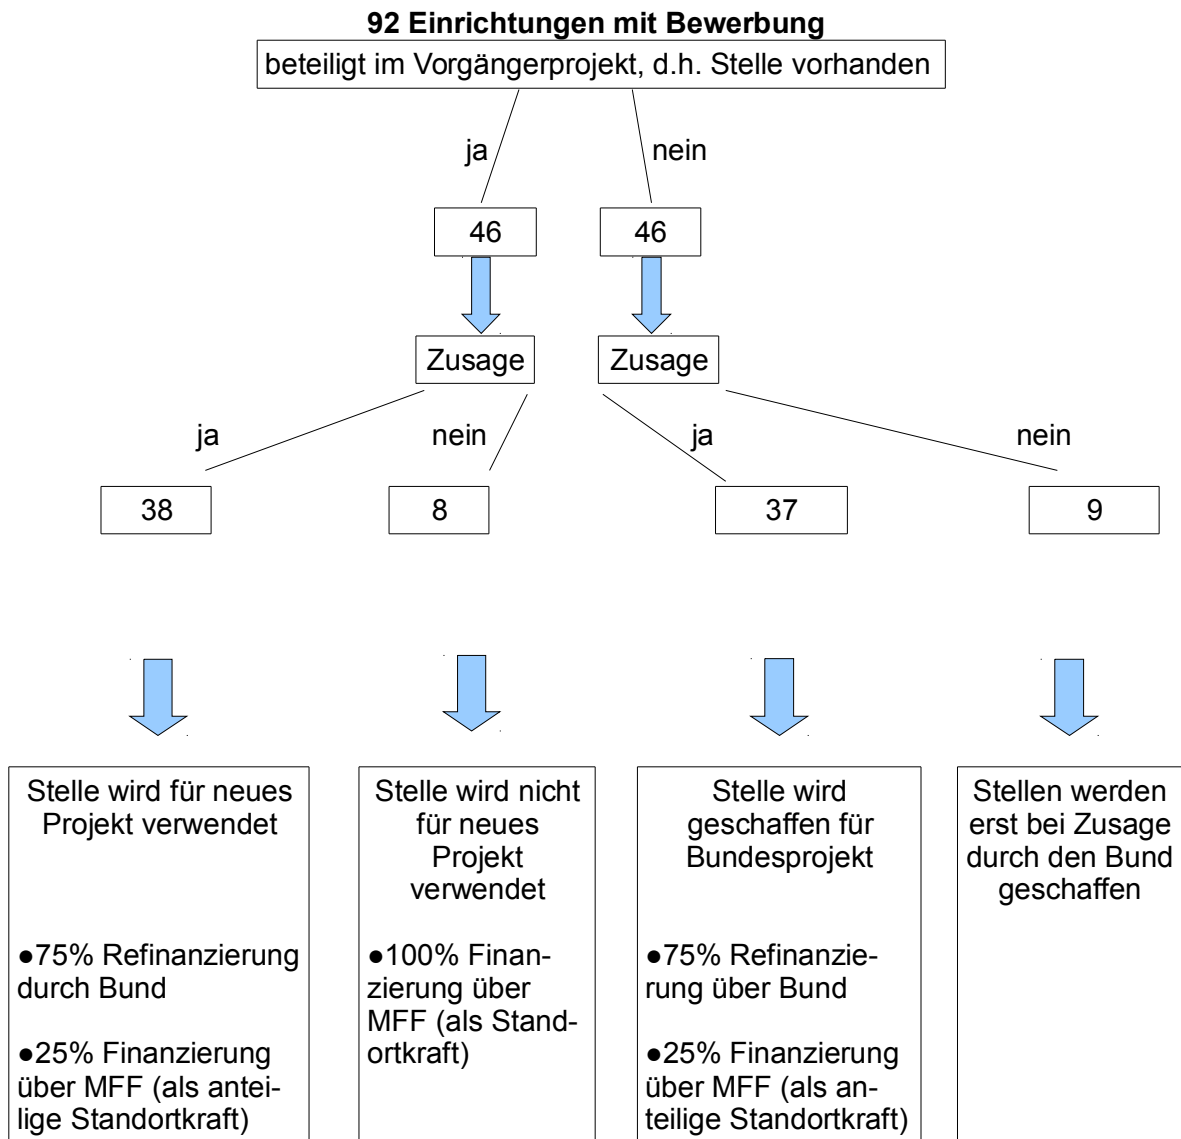 92 Einrichtungen mit Bewerbung
beteiligt im Vorgängerprojekt, d.h. Stelle vorhanden
ja
nein
46
46
Zusage
Zusage
ja
nein
ja
nein
38
8
37
9
Stelle wird für neues
Projekt verwendet
●75% Refinanzierung
durch Bund
●25% Finanzierung
über MFF (als antei-
lige Standortkraft)
Stelle wird nicht
für neues
Projekt
verwendet
●100% Finan-
zierung über
MFF (als Stand-
ortkraft)
Stelle wird
geschaffen für
Bundesprojekt
●75% Refinanzie-
rung über Bund
●25% Finanzierung
über MFF (als an-
teilige Standortkraft)
Stellen werden
erst bei Zusage
durch den Bund
geschaffen